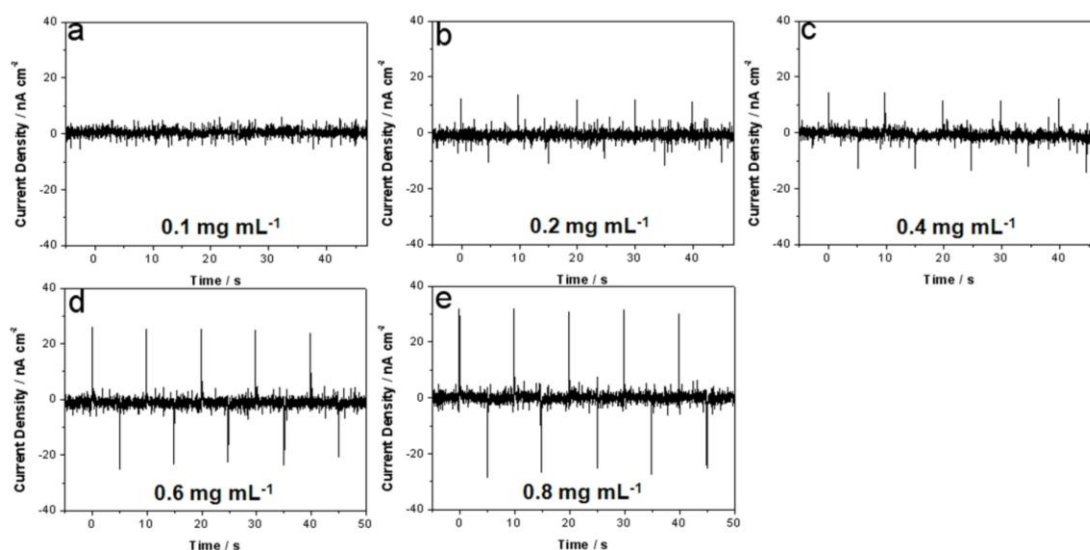 a
Current Density / nA cm⁻²
40
20
0
-20
-40
0.1 mg mL⁻¹
0 10 20 30 40
Time / s
b
Current Density / nA cm⁻²
40
20
0
-20
-40
0.2 mg mL⁻¹
0 10 20 30 40
Time / s
c
Current Density / nA cm⁻²
40
20
0
-20
-40
0.4 mg mL⁻¹
0 10 20 30 40
Time / s
d
Current Density / nA cm⁻²
40
20
0
-20
-40
0.6 mg mL⁻¹
0 10 20 30 40 50
Time / s
e
Current Density / nA cm⁻²
40
20
0
-20
-40
0.8 mg mL⁻¹
0 10 20 30 40 50
Time / s